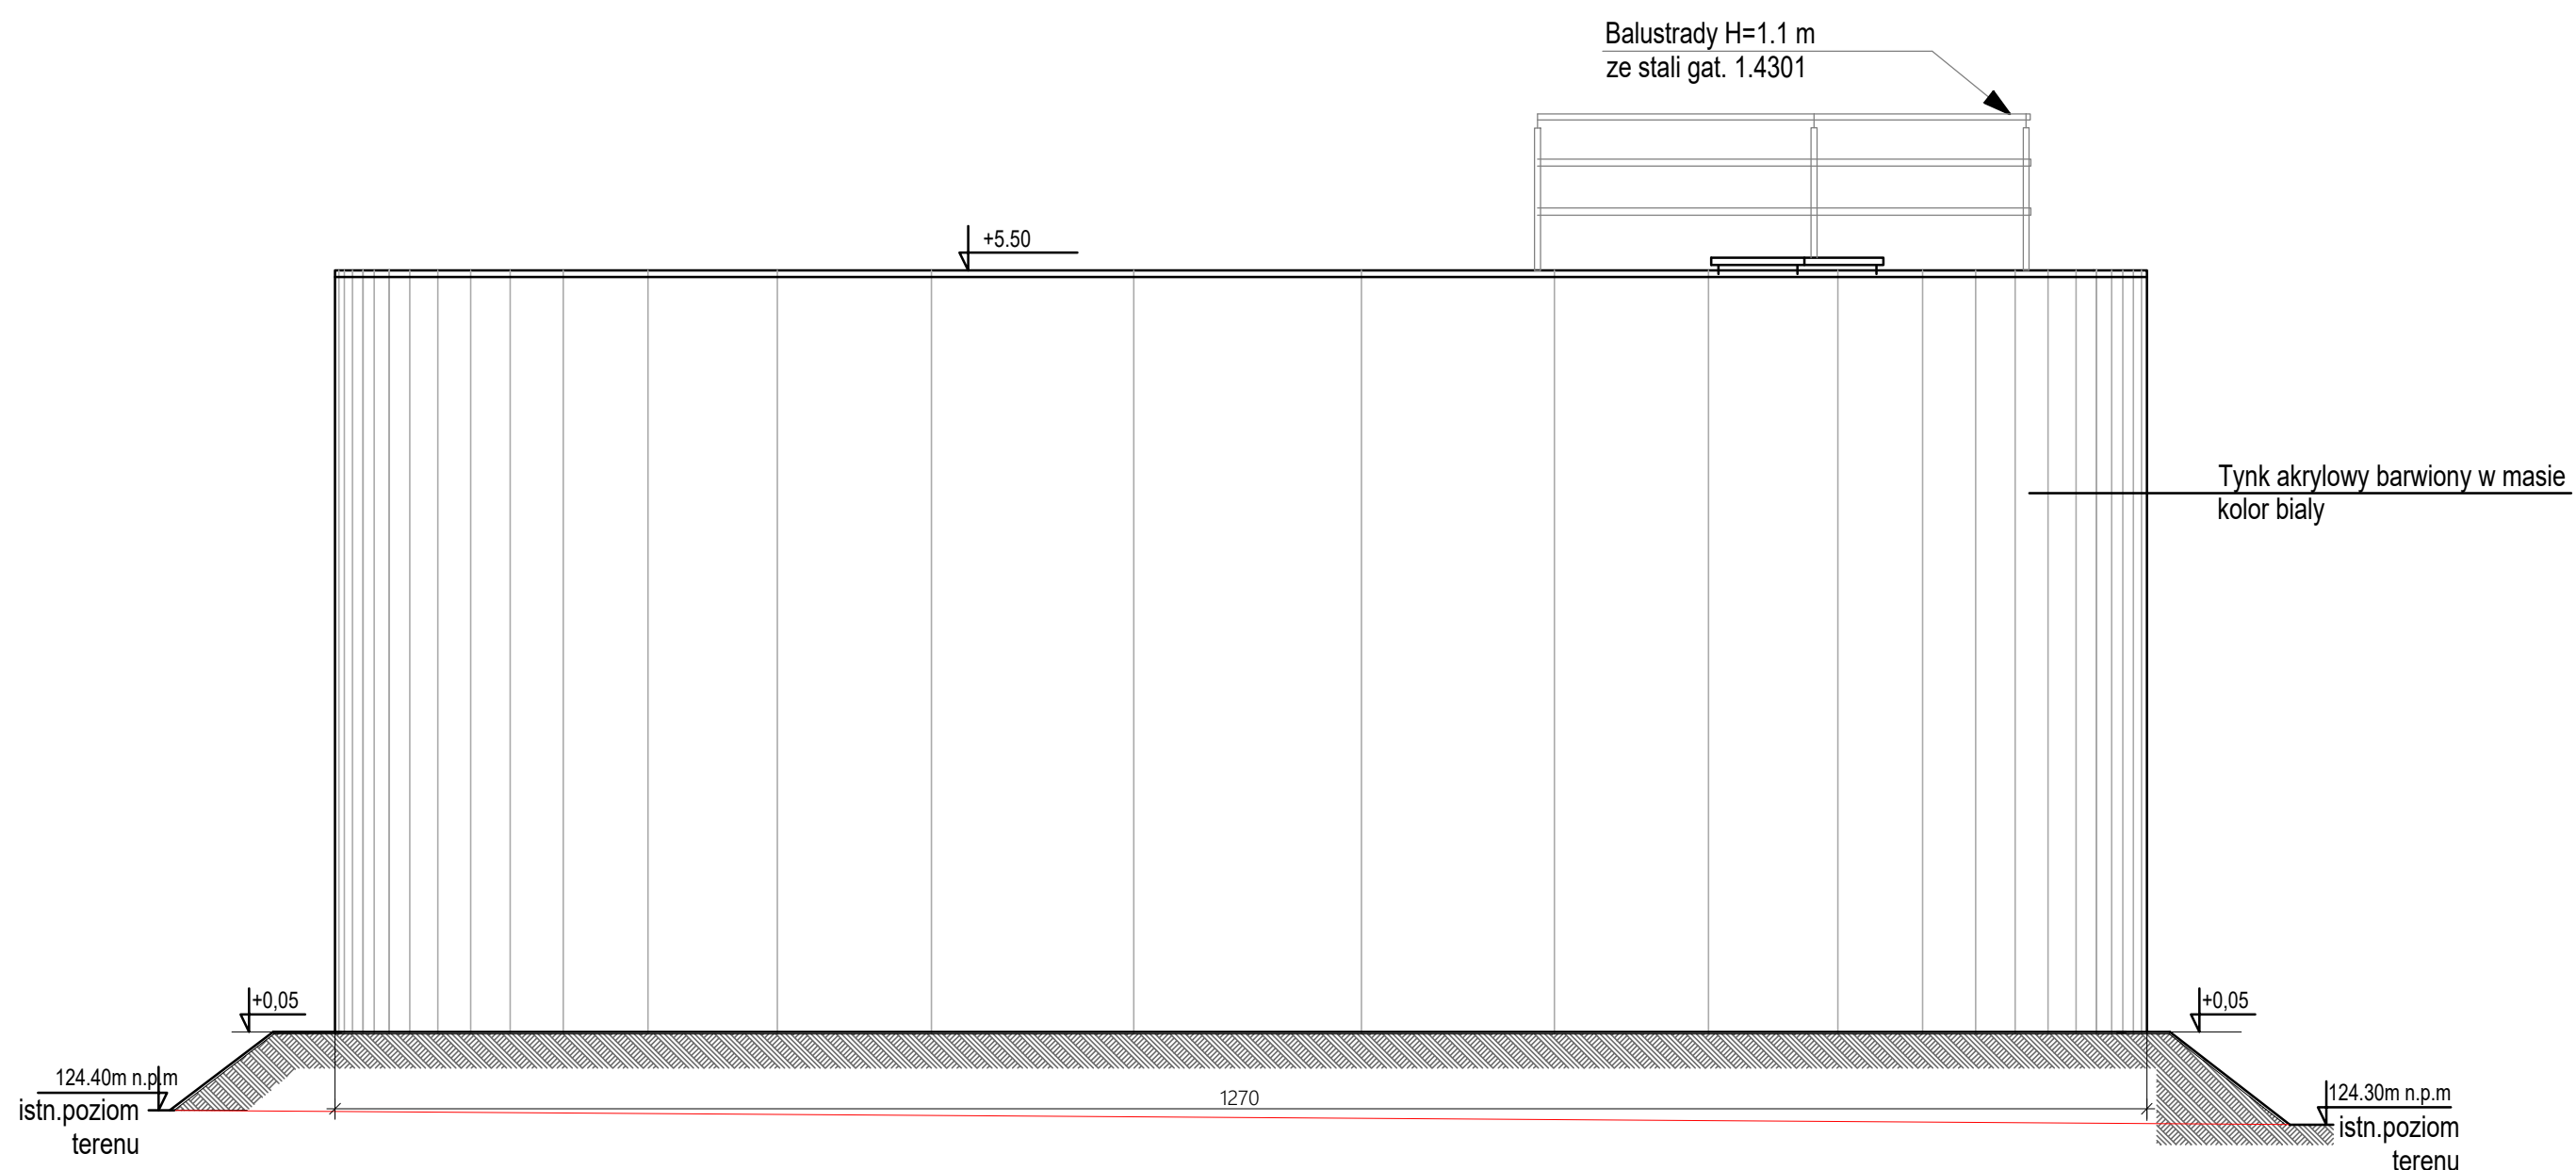 Balustrady H=1.1 m
ze stali gat. 1.4301
+5.50
Tynk akrylowy barwiony w masie
kolor bialy
+0,05
+0,05
124.40m n.p.m
istn.poziom
terenu
1270
124.30m n.p.m
istn.poziom
terenu